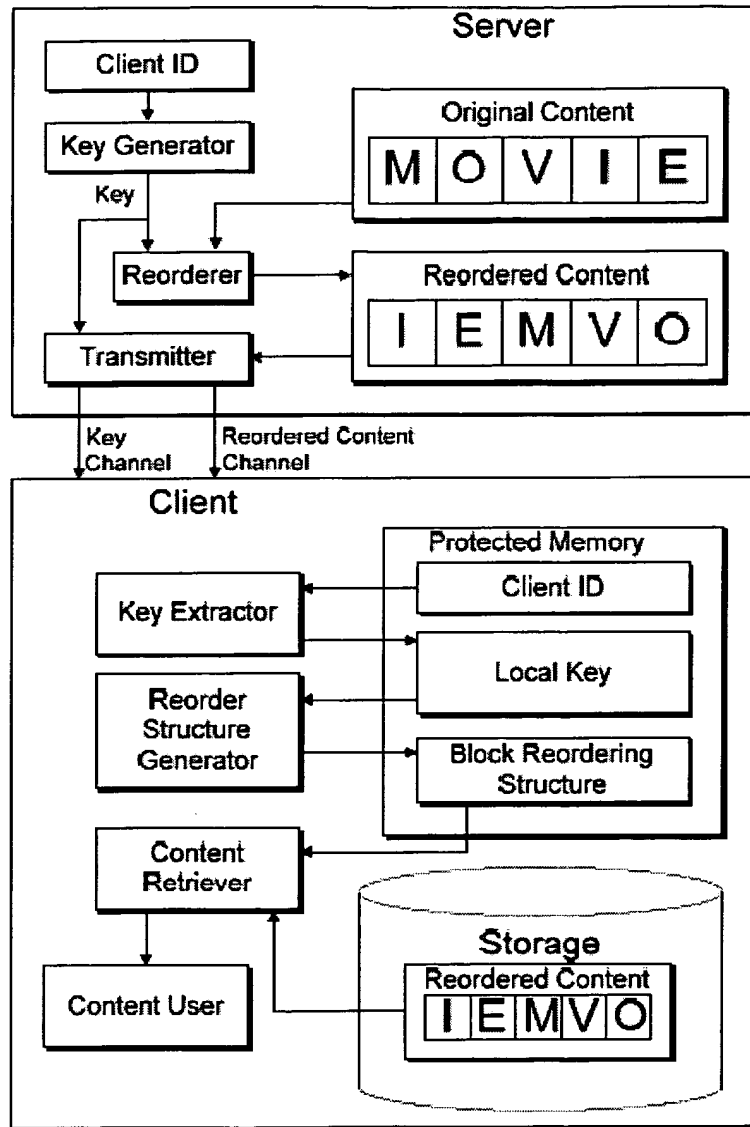 Server
Client ID
Key Generator
Key
Original Content
M O V I E
Reorderer
Reordered Content
I E M V O
Transmitter
Key
Channel
Reordered Content
Channel
Client
Protected Memory
Key Extractor
Client ID
Local Key
Reorder
Structure
Generator
Block Reordering
Structure
Content
Retriever
Content User
Storage
Reordered Content
I E M V O